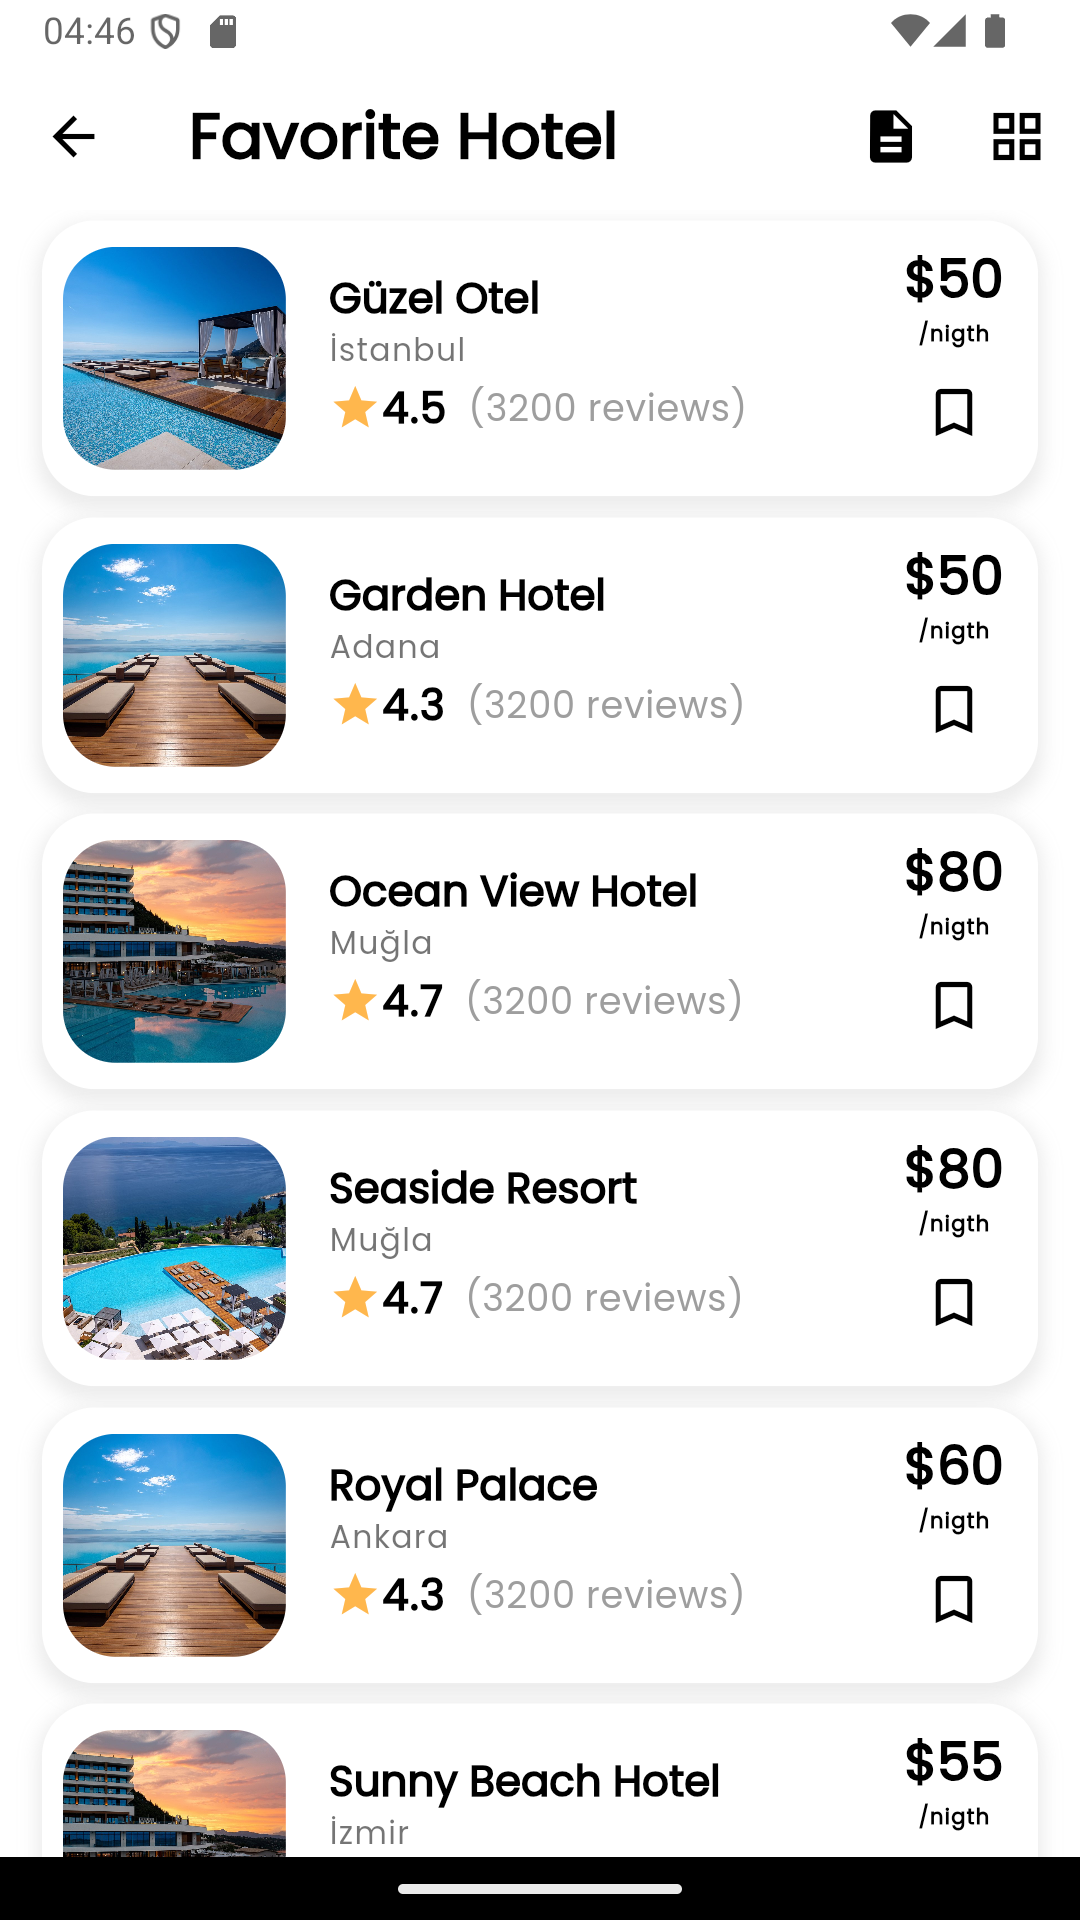 04:46
Favorite Hotel
Güzel Otel
İstanbul
4.5 (3200 reviews)
$50
/nigth
Garden Hotel
Adana
4.3 (3200 reviews)
$50
/nigth
Ocean View Hotel
Muğla
4.7 (3200 reviews)
$80
/nigth
Seaside Resort
Muğla
4.7 (3200 reviews)
$80
/nigth
Royal Palace
Ankara
4.3 (3200 reviews)
$60
/nigth
Sunny Beach Hotel
İzmir
$55
/nigth